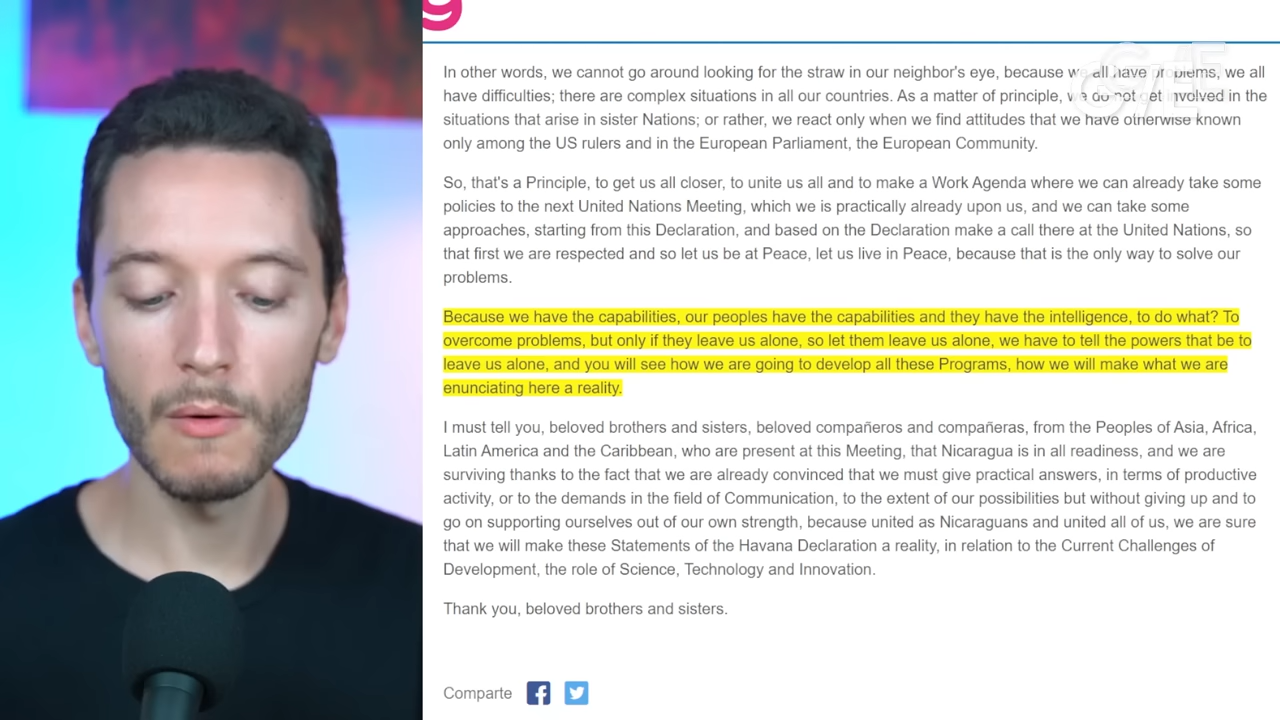 In other words, we cannot go around looking for the straw in our neighbor's eye, because we all have problems, we all
have difficulties; there are complex situations in all our countries. As a matter of principle, we do not get involved in the
situations that arise in sister Nations; or rather, we react only when we find attitudes that we have otherwise known
only among the US rulers and in the European Parliament, the European Community.
So, that's a Principle, to get us all closer, to unite us all and to make a Work Agenda where we can already take some
policies to the next United Nations Meeting, which we is practically already upon us, and we can take some
approaches, starting from this Declaration, and based on the Declaration make a call there at the United Nations, so
that first we are respected and so let us be at Peace, let us live in Peace, because that is the only way to solve our
problems.
Because we have the capabilities, our peoples have the capabilities and they have the intelligence, to do what? To
overcome problems, but only if they leave us alone, so let them leave us alone, we have to tell the powers that be to
leave us alone, and you will see how we are going to develop all these Programs, how we will make what we are
enunciating here a reality.
I must tell you, beloved brothers and sisters, beloved compañeros and compañeras, from the Peoples of Asia, Africa,
Latin America and the Caribbean, who are present at this Meeting, that Nicaragua is in all readiness, and we are
surviving thanks to the fact that we are already convinced that we must give practical answers, in terms of productive
activity, or to the demands in the field of Communication, to the extent of our possibilities but without giving up and to
go on supporting ourselves out of our own strength, because united as Nicaraguans and united all of us, we are sure
that we will make these Statements of the Havana Declaration a reality, in relation to the Current Challenges of
Development, the role of Science, Technology and Innovation.
Thank you, beloved brothers and sisters.
Comparte